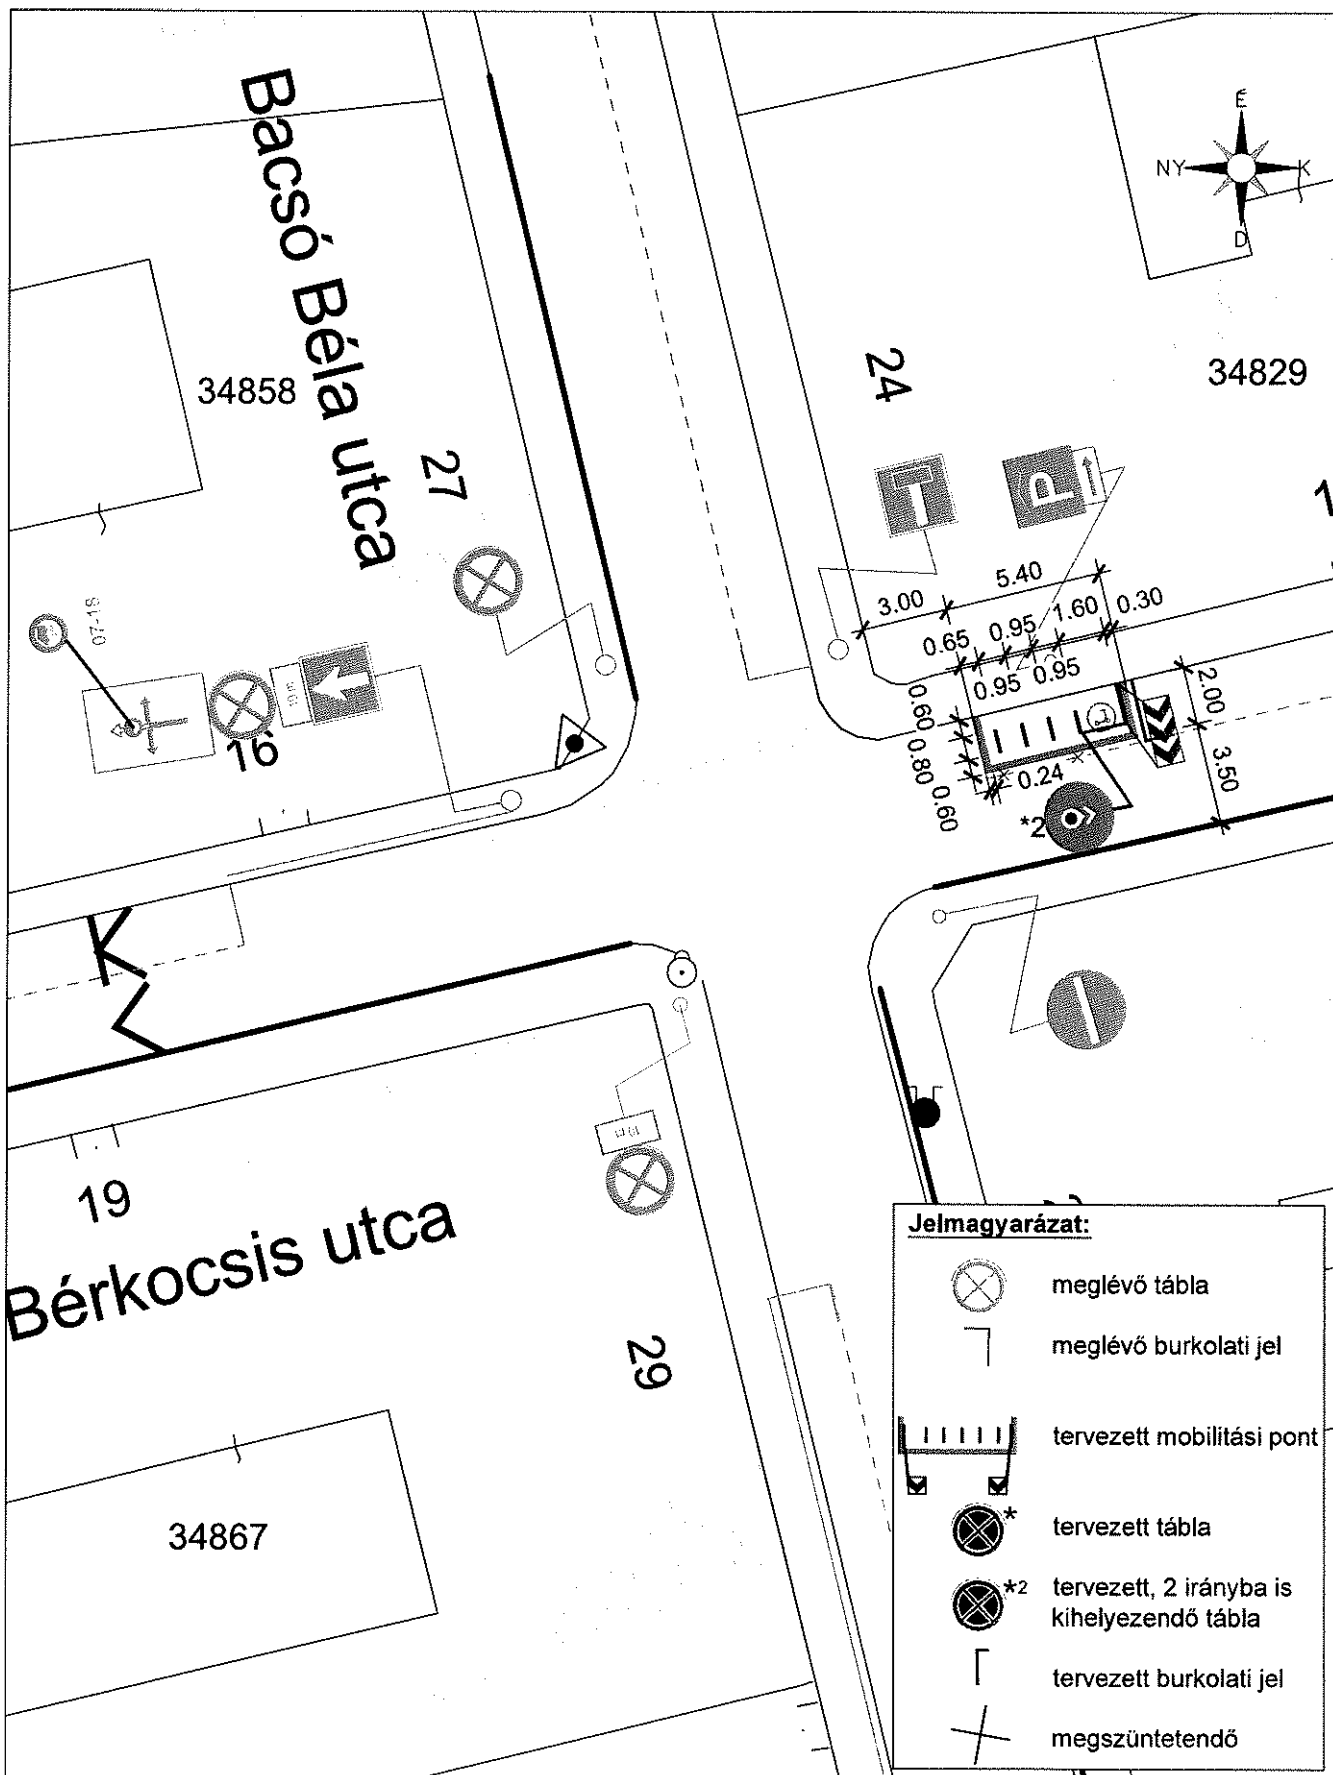 Bacsó Béla utca
É
NY
K
D
34858
34829
24
27
P
5.40
3.00
0.65
0.95
1.60
0.30
0.95
0.95
2.00
0.60
0.80
0.60
0.24
3.50
*2
07-18
16
19
Bérkocsis utca
29
34867
Jelmagyarázat:
meglévő tábla
meglévő burkolati jel
tervezett mobilitási pont
*
tervezett tábla
*2
tervezett, 2 irányba is
kihelyezendő tábla
tervezett burkolati jel
megszüntetendő